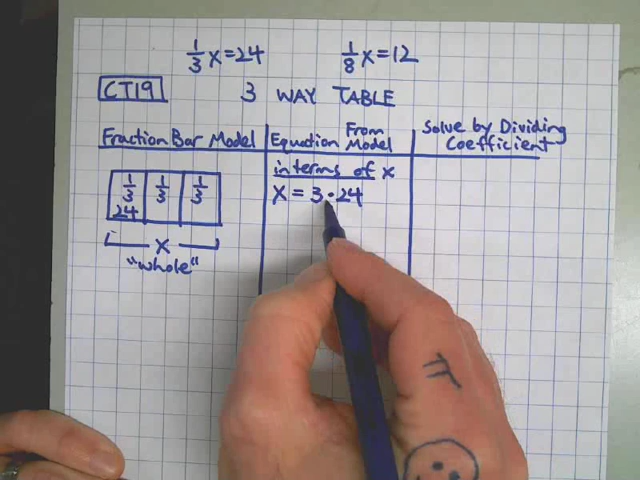 1/3 x = 24    1/8 x = 12
CT19    3 WAY TABLE
Fraction Bar Model
Equation From Model
Solve by Dividing Coefficient
1/3 1/3 1/3
24
x
"whole"
in terms of x
X = 3 · 24
π